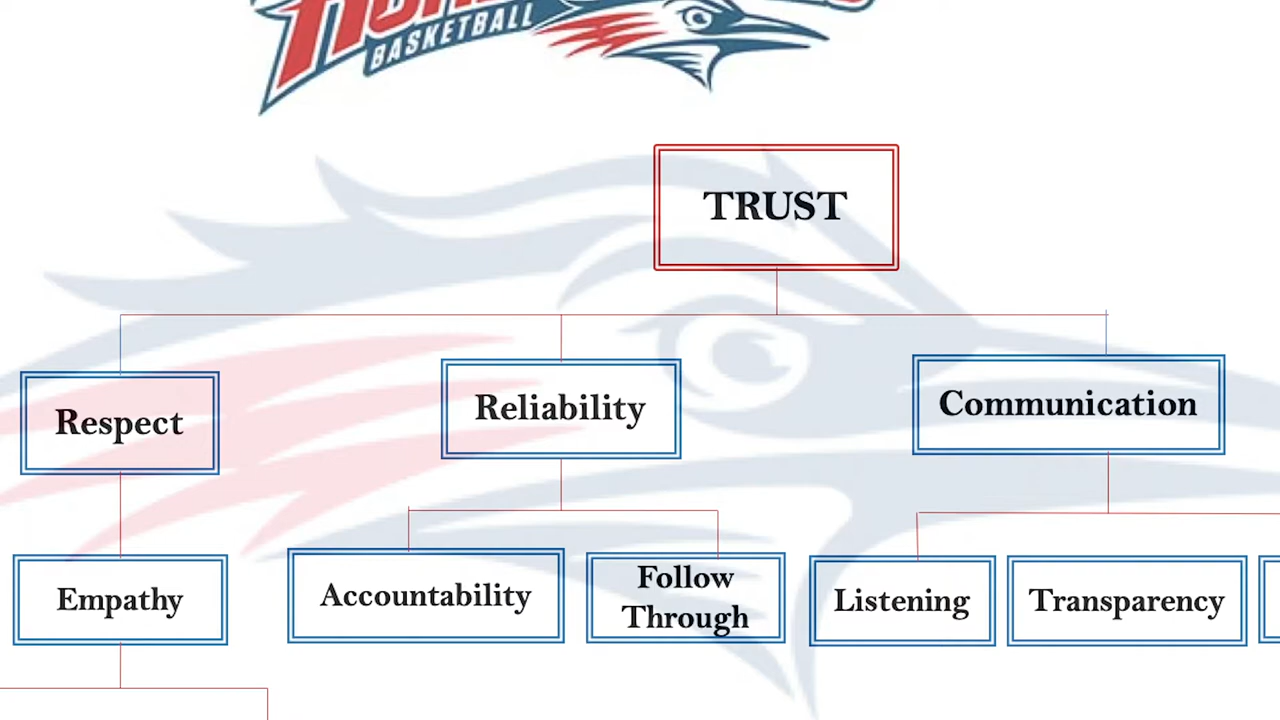 BASKETBALL
TRUST
Respect
Reliability
Communication
Empathy
Accountability
Follow
Through
Listening
Transparency